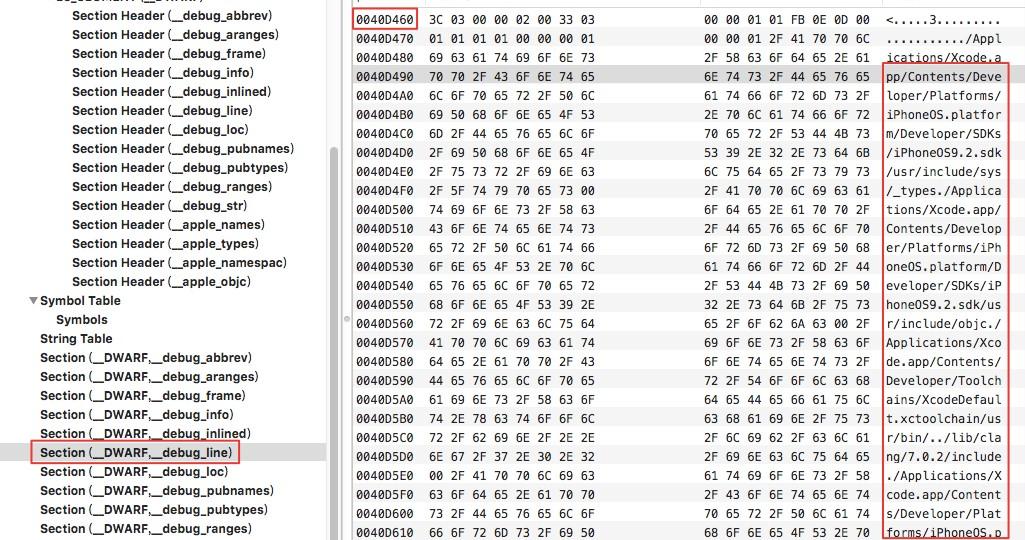 LC_SEGMENT (__DWARF)
Section Header (__debug_abbrev)
Section Header (__debug_aranges)
Section Header (__debug_frame)
Section Header (__debug_info)
Section Header (__debug_inlined)
Section Header (__debug_line)
Section Header (__debug_loc)
Section Header (__debug_pubnames)
Section Header (__debug_pubtypes)
Section Header (__debug_ranges)
Section Header (__debug_str)
Section Header (__apple_names)
Section Header (__apple_types)
Section Header (__apple_namespac)
Section Header (__apple_objc)
Symbol Table
Symbols
String Table
Section (__DWARF,__debug_abbrev)
Section (__DWARF,__debug_aranges)
Section (__DWARF,__debug_frame)
Section (__DWARF,__debug_info)
Section (__DWARF,__debug_inlined)
Section (__DWARF,__debug_line)
Section (__DWARF,__debug_loc)
Section (__DWARF,__debug_pubnames)
Section (__DWARF,__debug_pubtypes)
Section (__DWARF,__debug_ranges)
0040D460 3C 03 00 00 02 00 33 03 00 00 01 01 FB 0E 0D 00 <.....3.........
0040D470 01 01 01 01 00 00 00 01 00 00 01 2F 41 70 70 6C .........../Appl
0040D480 69 63 61 74 69 6F 6E 73 2F 58 63 6F 64 65 2E 61 ications/Xcode.a
0040D490 70 70 2F 43 6F 6E 74 65 6E 74 73 2F 44 65 76 65 pp/Contents/Deve
0040D4A0 6C 6F 70 65 72 2F 50 6C 61 74 66 6F 72 6D 73 2F loper/Platforms/
0040D4B0 69 50 68 6F 6E 65 4F 53 2E 70 6C 61 74 66 6F 72 iPhoneOS.platfor
0040D4C0 6D 2F 44 65 76 65 6C 6F 70 65 72 2F 53 44 4B 73 m/Developer/SDKs
0040D4D0 2F 69 50 68 6F 6E 65 4F 53 39 2E 32 2E 73 64 6B /iPhoneOS9.2.sdk
0040D4E0 2F 75 73 72 2F 69 6E 63 6C 75 64 65 2F 73 79 73 /usr/include/sys
0040D4F0 2F 5F 74 79 70 65 73 00 2F 41 70 70 6C 69 63 61 /_types./Applica
0040D500 74 69 6F 6E 73 2F 58 63 6F 64 65 2E 61 70 70 2F tions/Xcode.app/
0040D510 43 6F 6E 74 65 6E 74 73 2F 44 65 76 65 6C 6F 70 Contents/Develop
0040D520 65 72 2F 50 6C 61 74 66 6F 72 6D 73 2F 69 50 68 er/Platforms/iPh
0040D530 6F 6E 65 4F 53 2E 70 6C 61 74 66 6F 72 6D 2F 44 oneOS.platform/D
0040D540 65 76 65 6C 6F 70 65 72 2F 53 44 4B 73 2F 69 50 eveloper/SDKs/iP
0040D550 68 6F 6E 65 4F 53 39 2E 32 2E 73 64 6B 2F 75 73 honeOS9.2.sdk/us
0040D560 72 2F 69 6E 63 6C 75 64 65 2F 6F 62 6A 63 00 2F r/include/objc./
0040D570 41 70 70 6C 69 63 61 74 69 6F 6E 73 2F 58 63 6F Applications/Xco
0040D580 64 65 2E 61 70 70 2F 43 6F 6E 74 65 6E 74 73 2F de.app/Contents/
0040D590 44 65 76 65 6C 6F 70 65 72 2F 54 6F 6F 6C 63 68 Developer/Toolch
0040D5A0 61 69 6E 73 2F 58 63 6F 64 65 44 65 66 61 75 6C ains/XcodeDefaul
0040D5B0 74 2E 78 63 74 6F 6F 6C 63 68 61 69 6E 2F 75 73 t.xctoolchain/us
0040D5C0 72 2F 62 69 6E 2F 2E 2E 2F 6C 69 62 2F 63 6C 61 r/bin/../lib/cla
0040D5D0 6E 67 2F 37 2E 30 2E 32 2F 69 6E 63 6C 75 64 65 ng/7.0.2/include
0040D5E0 00 2F 41 70 70 6C 69 63 61 74 69 6F 6E 73 2F 58 ./Applications/X
0040D5F0 63 6F 64 65 2E 61 70 70 2F 43 6F 6E 74 65 6E 74 code.app/Content
0040D600 73 2F 44 65 76 65 6C 6F 70 65 72 2F 50 6C 61 74 s/Developer/Plat
0040D610 66 6F 72 6D 73 2F 69 50 68 6F 6E 65 4F 53 2E 70 forms/iPhoneOS.p